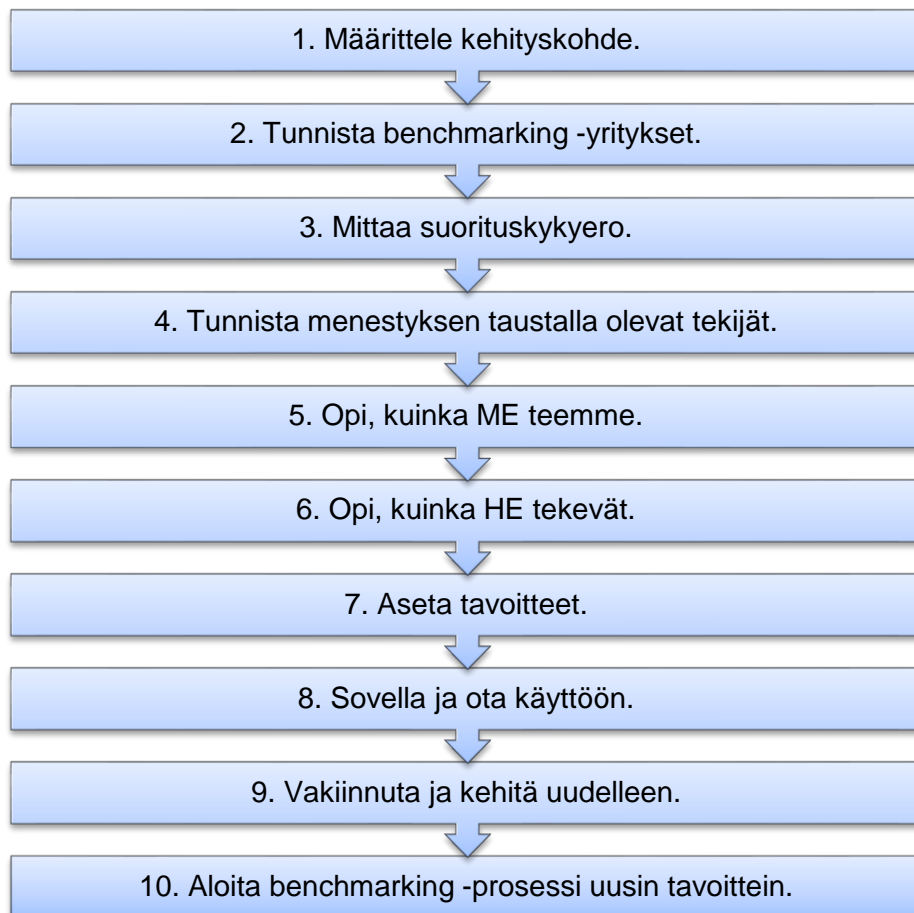 1. Määrittele kehityskohde.
2. Tunnista benchmarking -yritykset.
3. Mittaa suorituskykyero.
4. Tunnista menestyksen taustalla olevat tekijät.
5. Opi, kuinka ME teemme.
6. Opi, kuinka HE tekevät.
7. Aseta tavoitteet.
8. Sovella ja ota käyttöön.
9. Vakiinnuta ja kehitä uudelleen.
10. Aloita benchmarking -prosessi uusin tavoittein.